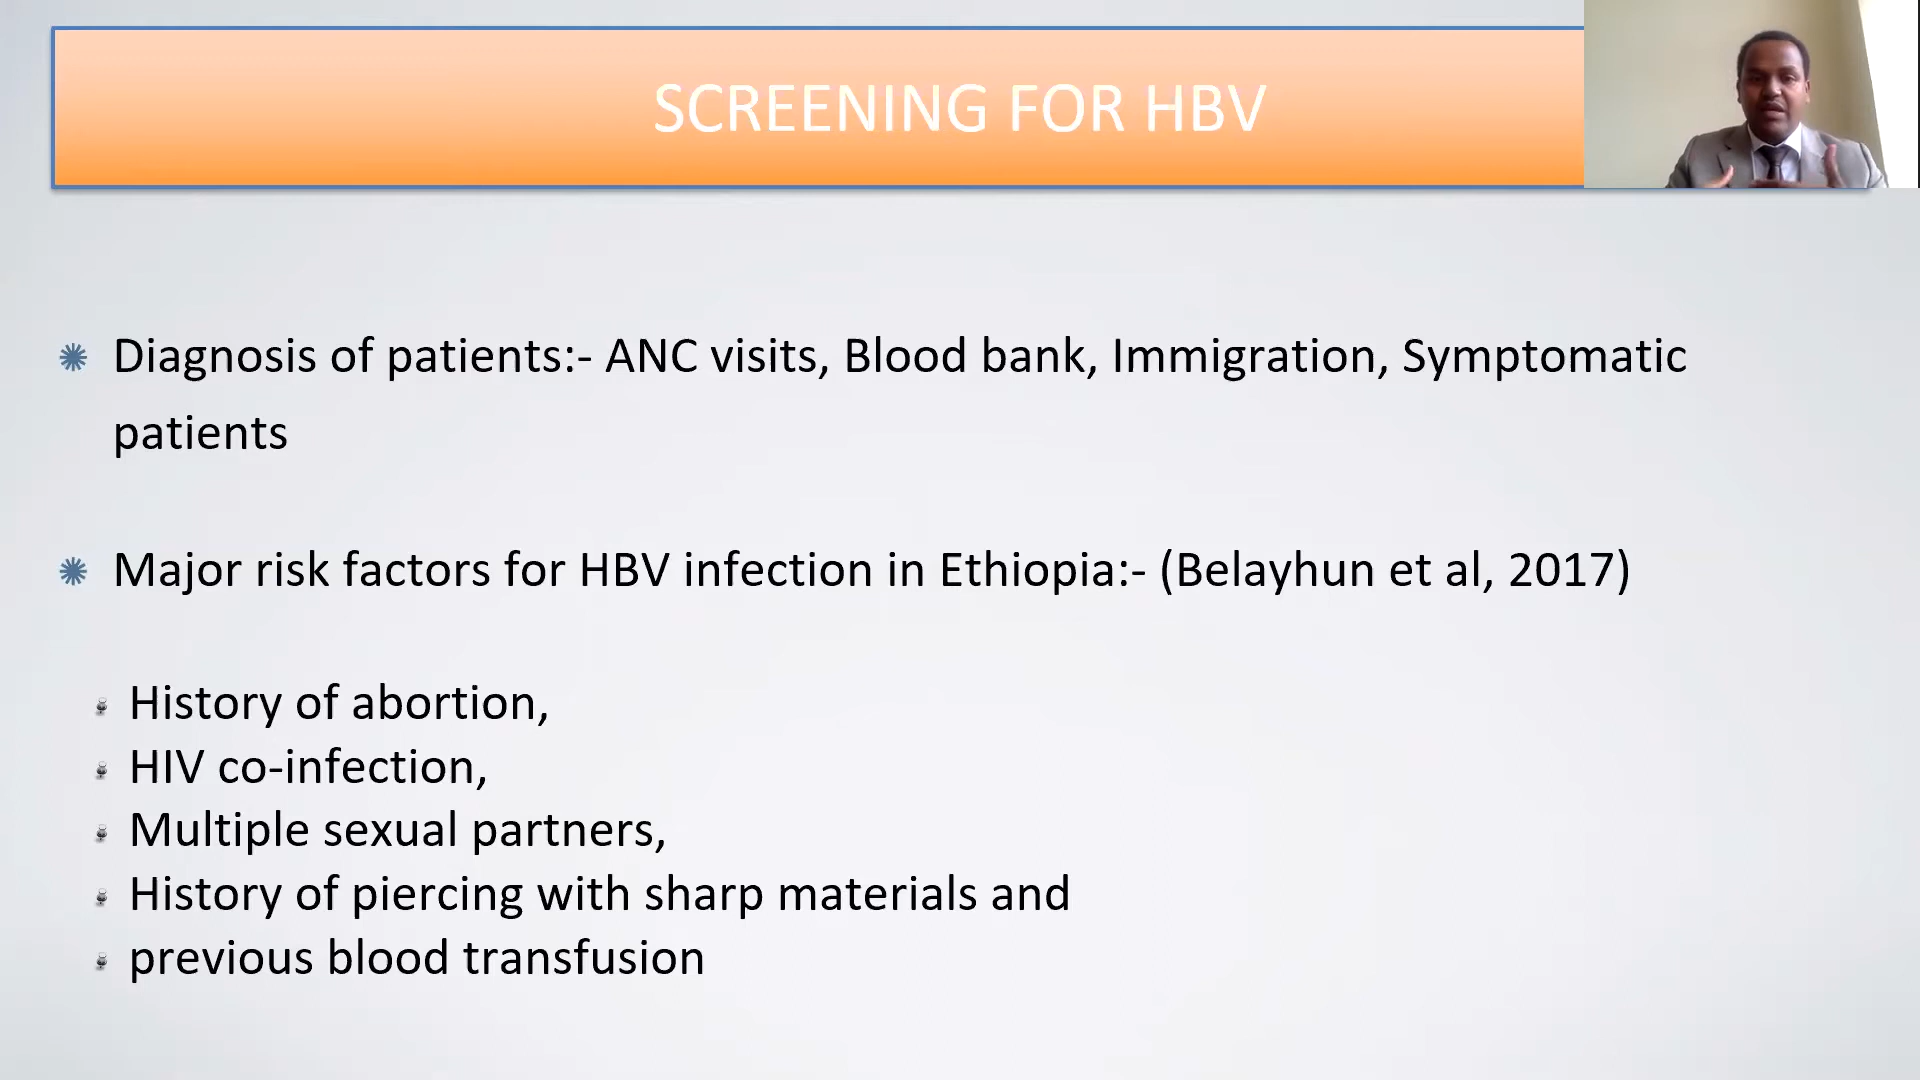 SCREENING FOR HBV
Diagnosis of patients:- ANC visits, Blood bank, Immigration, Symptomatic
patients
Major risk factors for HBV infection in Ethiopia:- (Belayhun et al, 2017)
History of abortion,
HIV co-infection,
Multiple sexual partners,
History of piercing with sharp materials and
previous blood transfusion